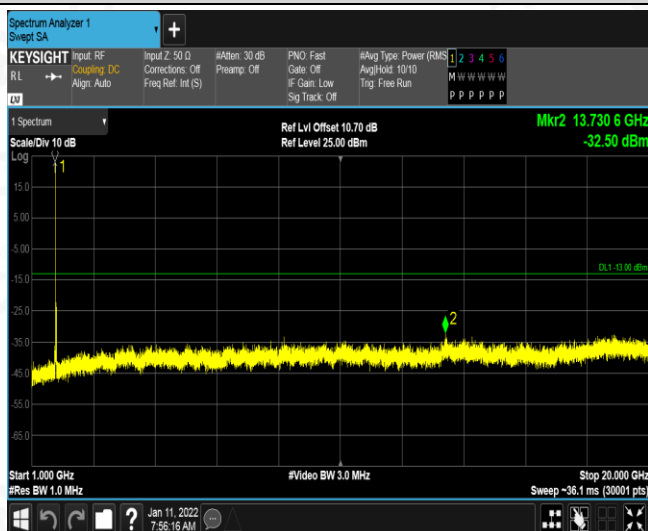 Spectrum Analyzer 1
Swept SA
+
KEYSIGHT
RL
LXI
Input: RF
Coupling: DC
Align: Auto
Input Z: 50 Ω
Corrections: Off
Freq Ref: Int (S)
#Atten: 30 dB
Preamp: Off
PNO: Fast
Gate: Off
IF Gain: Low
Sig Track: Off
#Avg Type: Power (RMS
Avg|Hold: 10/10
Trig: Free Run
1 2 3 4 5 6
M W W W W W
P P P P P P
1 Spectrum
Scale/Div 10 dB
Ref Lvl Offset 10.70 dB
Ref Level 25.00 dBm
Mkr2 13.730 6 GHz
-32.50 dBm
Log
1
15.0
5.00
-5.00
DL1 -13.00 dBm
-15.0
-25.0
2
-35.0
-45.0
-55.0
-65.0
Start 1.000 GHz
#Res BW 1.0 MHz
#Video BW 3.0 MHz
Stop 20.000 GHz
Sweep ~36.1 ms (30001 pts)
?
Jan 11, 2022
7:56:16 AM